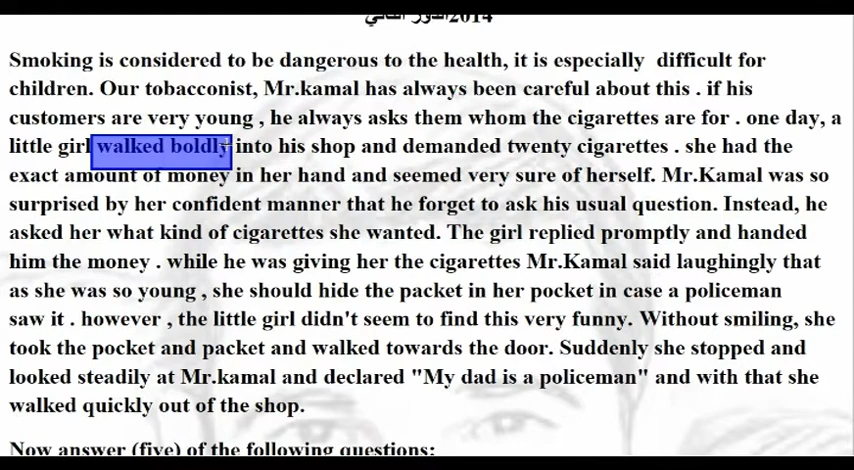 2014الدور الثاني
Smoking is considered to be dangerous to the health, it is especially difficult for
children. Our tobacconist, Mr.kamal has always been careful about this . if his
customers are very young , he always asks them whom the cigarettes are for . one day, a
little girl walked boldly into his shop and demanded twenty cigarettes . she had the
exact amount of money in her hand and seemed very sure of herself. Mr.Kamal was so
surprised by her confident manner that he forget to ask his usual question. Instead, he
asked her what kind of cigarettes she wanted. The girl replied promptly and handed
him the money . while he was giving her the cigarettes Mr.Kamal said laughingly that
as she was so young , she should hide the packet in her pocket in case a policeman
saw it . however , the little girl didn't seem to find this very funny. Without smiling, she
took the pocket and packet and walked towards the door. Suddenly she stopped and
looked steadily at Mr.kamal and declared "My dad is a policeman" and with that she
walked quickly out of the shop.
Now answer (five) of the following questions: